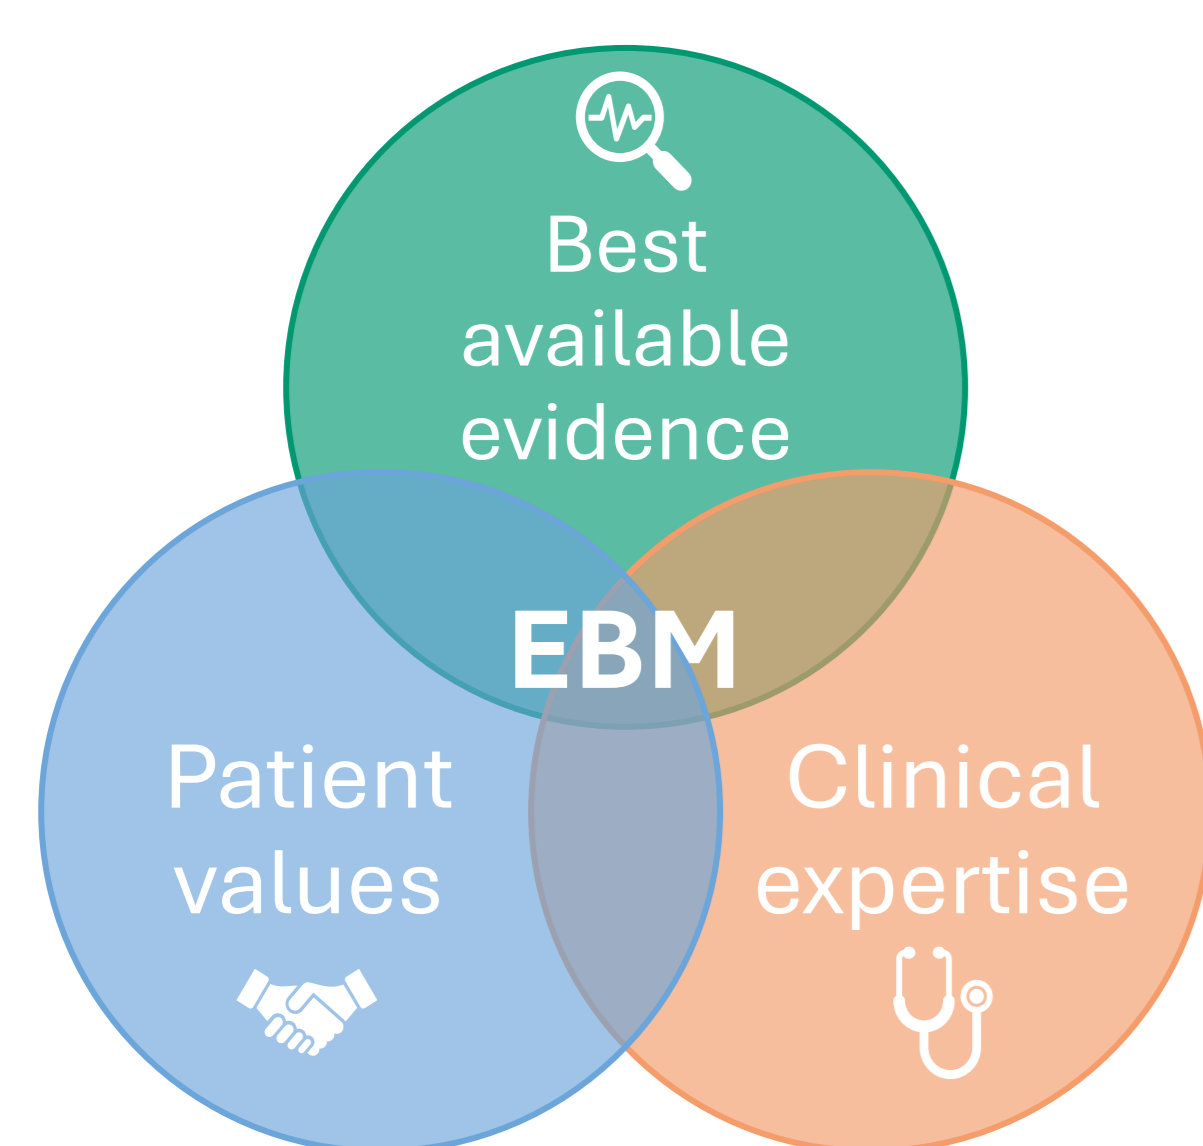 Best
available
evidence
EBM
Patient
values
Clinical
expertise